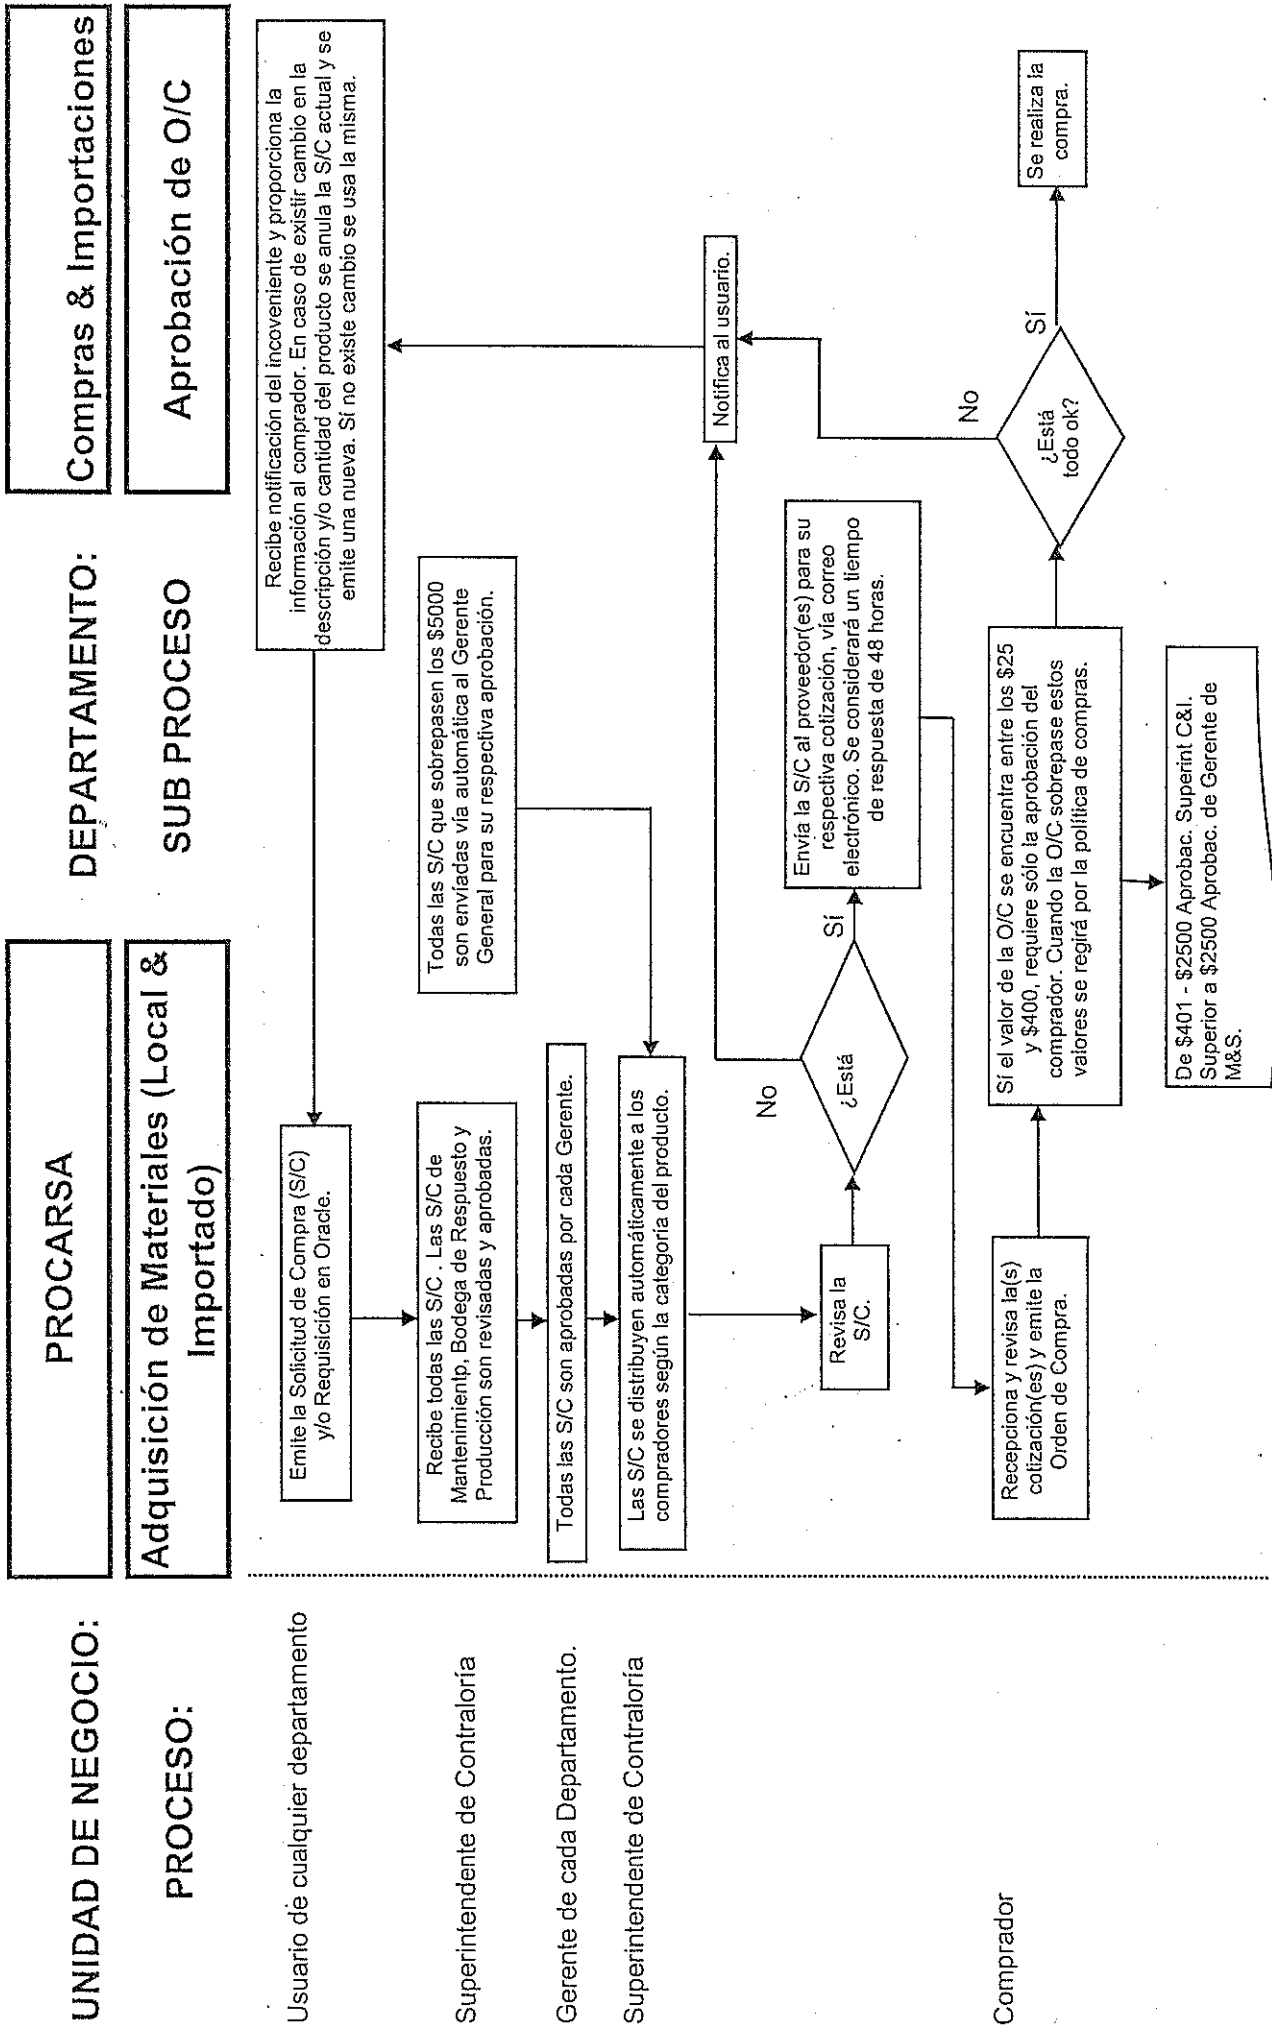 UNIDAD DE NEGOCIO:
PROCARSA
DEPARTAMENTO:
Compras & Importaciones
PROCESO:
Adquisición de Materiales (Local &
Importado)
SUB PROCESO
Aprobación de O/C
Usuario de cualquier departamento
Emite la Solicitud de Compra (S/C)
y/o Requisición en Oracle.
Recibe notificación del incoveniente y proporciona la
información al comprador. En caso de existir cambio en la
descripción y/o cantidad del producto se anula la S/C actual y se
emite una nueva. Sí no existe cambio se usa la misma.
Superintendente de Contraloría
Recibe todas las S/C . Las S/C de
Mantenimiento, Bodega de Respuesto y
Producción son revisadas y aprobadas.
Todas las S/C que sobrepasen los $5000
son envíadas vía automática al Gerente
General para su respectiva aprobación.
Gerente de cada Departamento.
Todas las S/C son aprobadas por cada Gerente.
Superintendente de Contraloría
Las S/C se distribuyen automáticamente a los
compradores según la categoría del producto.
Notifica al usuario.
Revisa la
S/C.
¿Está
No
Sí
Envía la S/C al proveedor(es) para su
respectiva cotización, vía correo
electrónico. Se considerará un tiempo
de respuesta de 48 horas.
Comprador
Recepciona y revisa la(s)
cotización(es) y emite la
Orden de Compra.
Sí el valor de la O/C se encuentra entre los $25
y $400, requiere sólo la aprobación del
comprador. Cuando la O/C sobrepase estos
valores se regirá por la política de compras.
¿Está
todo ok?
No
Sí
Se realiza la
compra.
De $401 - $2500 Aprobac. Superint C&I.
Superior a $2500 Aprobac. de Gerente de
M&S.